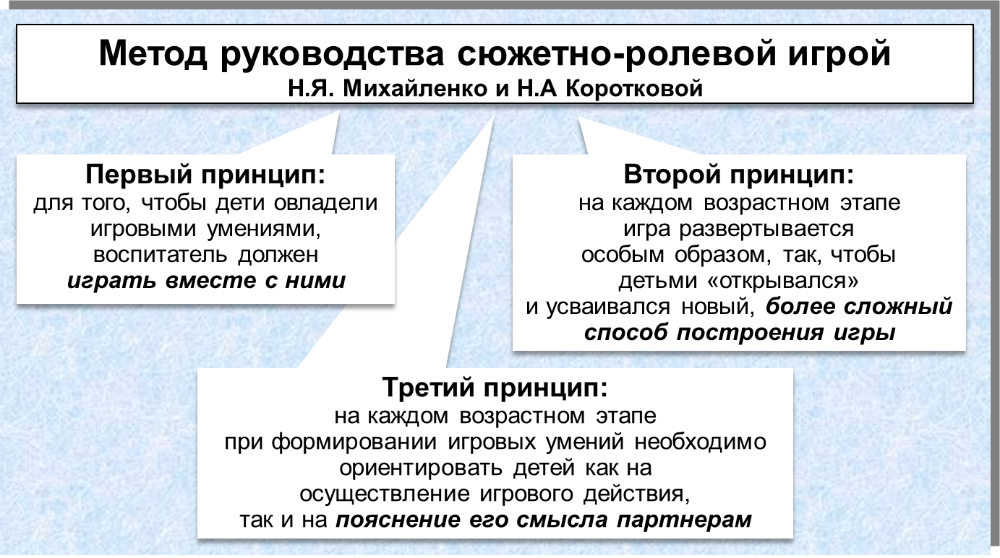 Метод руководства сюжетно-ролевой игрой
Н.Я. Михайленко и Н.А Коротковой
Первый принцип:
для того, чтобы дети овладели
игровыми умениями,
воспитатель должен
играть вместе с ними
Второй принцип:
на каждом возрастном этапе
игра развертывается
особым образом, так, чтобы
детьми «открывался»
и усваивался новый, более сложный
способ построения игры
Третий принцип:
на каждом возрастном этапе
при формировании игровых умений необходимо
ориентировать детей как на
осуществление игрового действия,
так и на пояснение его смысла партнерам